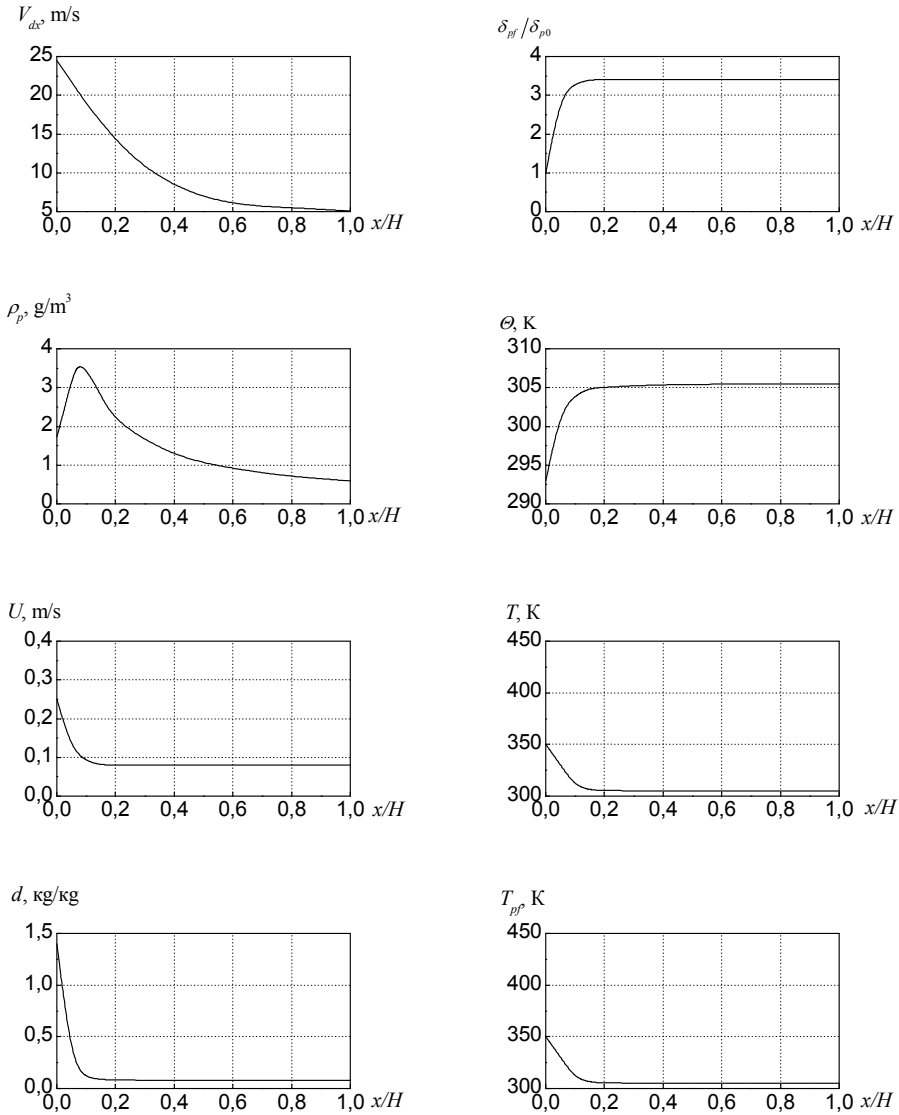 V_dx, m/s
25
20
15
10
5
0,0 0,2 0,4 0,6 0,8 1,0 x/H
δ_pf/δ_p0
4
3
2
1
0
0,0 0,2 0,4 0,6 0,8 1,0 x/H
ρ_p, g/m³
4
3
2
1
0
0,0 0,2 0,4 0,6 0,8 1,0 x/H
Θ, K
310
305
300
295
290
0,0 0,2 0,4 0,6 0,8 1,0 x/H
U, m/s
0,4
0,3
0,2
0,1
0,0
0,0 0,2 0,4 0,6 0,8 1,0 x/H
T, K
450
400
350
300
0,0 0,2 0,4 0,6 0,8 1,0 x/H
d, кg/кg
1,5
1,0
0,5
0,0
0,0 0,2 0,4 0,6 0,8 1,0 x/H
T_pf, K
450
400
350
300
0,0 0,2 0,4 0,6 0,8 1,0 x/H